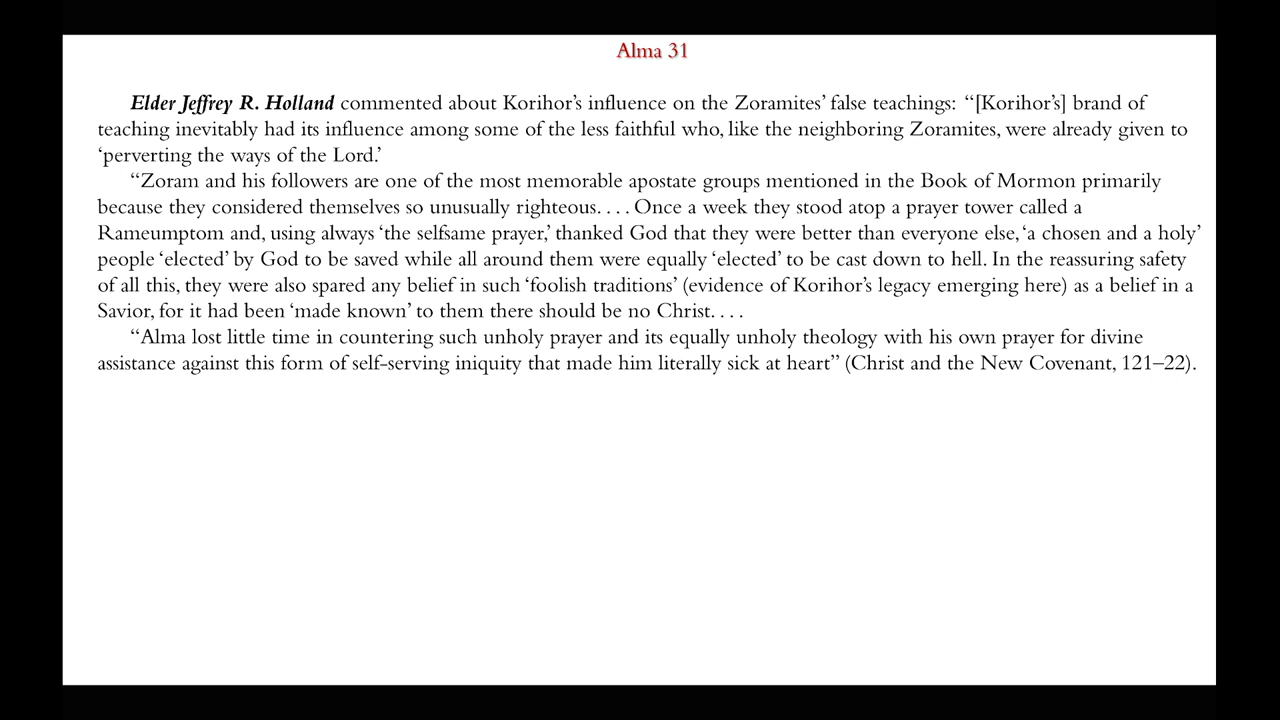 Alma 31
Elder Jeffrey R. Holland commented about Korihor’s influence on the Zoramites’ false teachings: “[Korihor’s] brand of
teaching inevitably had its influence among some of the less faithful who, like the neighboring Zoramites, were already given to
‘perverting the ways of the Lord.’
“Zoram and his followers are one of the most memorable apostate groups mentioned in the Book of Mormon primarily
because they considered themselves so unusually righteous. . . . Once a week they stood atop a prayer tower called a
Rameumptom and, using always ‘the selfsame prayer,’ thanked God that they were better than everyone else, ‘a chosen and a holy’
people ‘elected’ by God to be saved while all around them were equally ‘elected’ to be cast down to hell. In the reassuring safety
of all this, they were also spared any belief in such ‘foolish traditions’ (evidence of Korihor’s legacy emerging here) as a belief in a
Savior, for it had been ‘made known’ to them there should be no Christ. . . .
“Alma lost little time in countering such unholy prayer and its equally unholy theology with his own prayer for divine
assistance against this form of self-serving iniquity that made him literally sick at heart” (Christ and the New Covenant, 121–22).